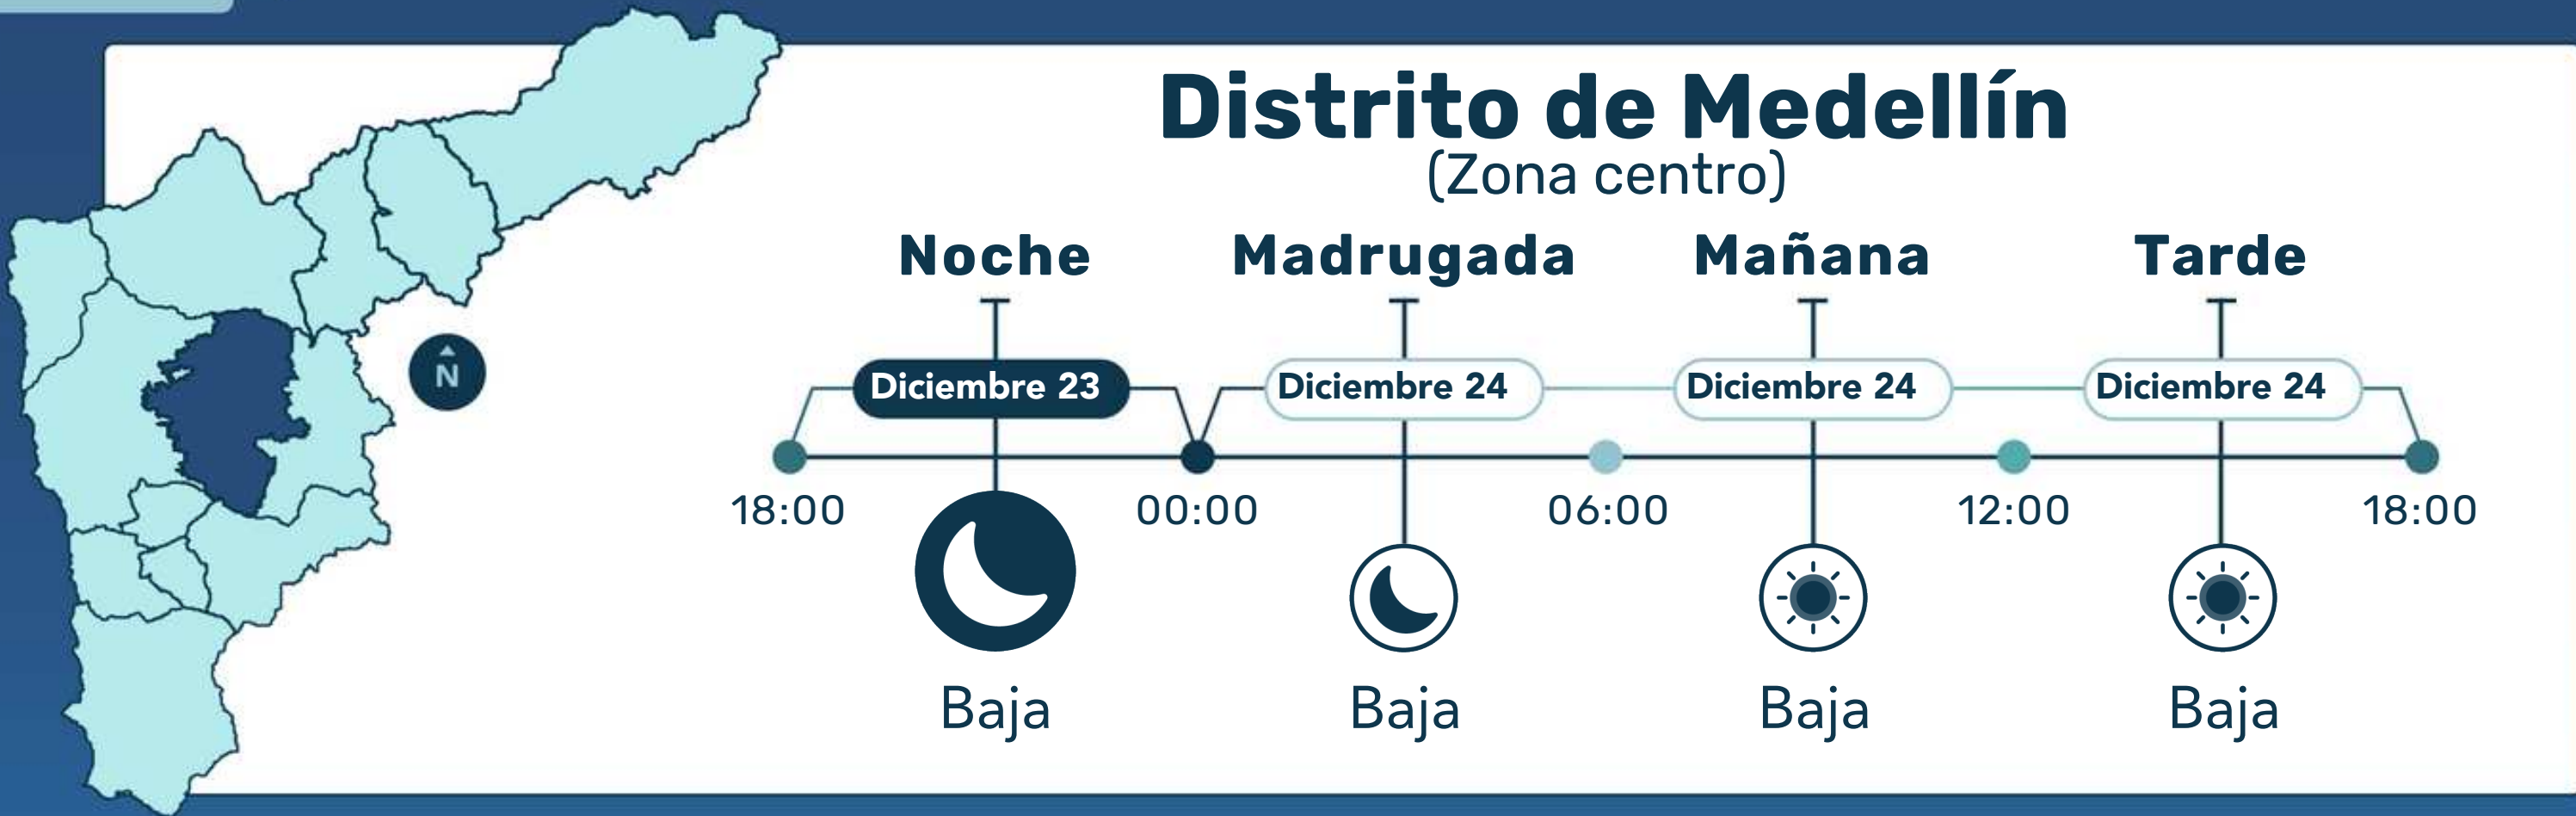 Distrito de Medellín
(Zona centro)
Noche Madrugada Mañana Tarde
N
Diciembre 23 Diciembre 24 Diciembre 24 Diciembre 24
18:00 00:00 06:00 12:00 18:00
Baja Baja Baja Baja